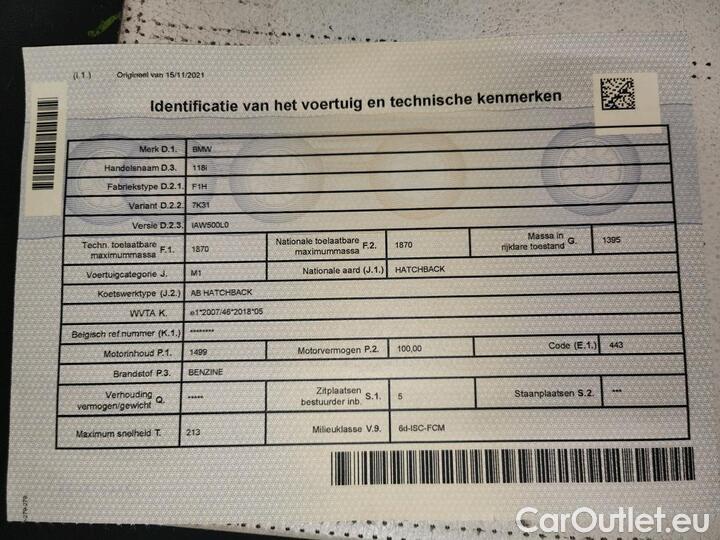 (I.1.) Origineel van 15/11/2021
Identificatie van het voertuig en technische kenmerken
Merk D.1. BMW
Handelsnaam D.3. 118i
Fabriekstype D.2.1. F1H
Variant D.2.2. 7K31
Versie D.2.3. IAW500L0
Techn. toelaatbare maximummassa F.1. 1870 Nationale toelaatbare maximummassa F.2. 1870 Massa in rijklare toestand G. 1395
Voertuigcategorie J. M1 Nationale aard (J.1.) HATCHBACK
Koetswerktype (J.2.) AB HATCHBACK
WVTA K. e1*2007/46*2018*05
Belgisch ref.nummer (K.1.) ********
Motorinhoud P.1. 1499 Motorvermogen P.2. 100,00 Code (E.1.) 443
Brandstof P.3. BENZINE
Verhouding vermogen/gewicht Q. ***** Zitplaatsen bestuurder inb. S.1. 5 Staanplaatsen S.2. ***
Maximum snelheid T. 213 Milieuklasse V.9. 6d-ISC-FCM
CarOutlet.eu